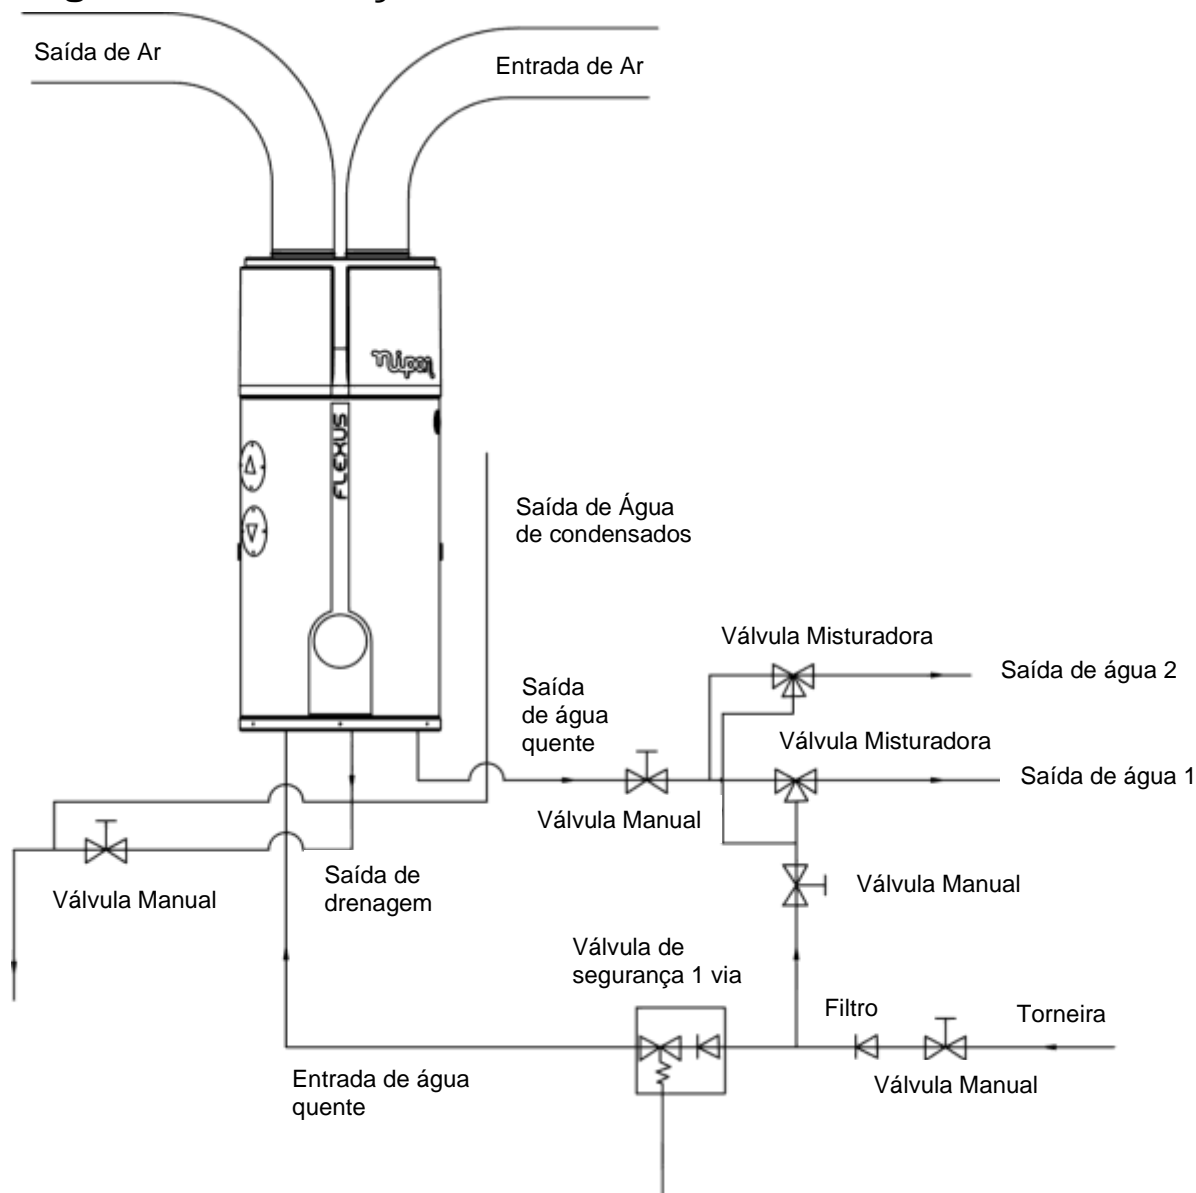 Saída de Ar
Entrada de Ar
nipon
FLEXUS
Saída de Água
de condensados
Válvula Misturadora
Saída de água 2
Saída
de água
quente
Válvula Misturadora
Saída de água 1
Válvula Manual
Saída de
drenagem
Válvula Manual
Válvula Manual
Válvula de
segurança 1 via
Filtro
Torneira
Entrada de água
quente
Válvula Manual